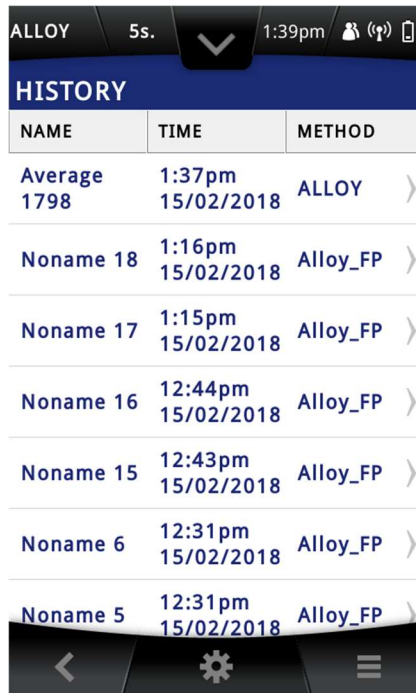 ALLOY 5s. 1:39pm
HISTORY
NAME TIME METHOD
Average 1798 1:37pm 15/02/2018 ALLOY
Noname 18 1:16pm 15/02/2018 Alloy_FP
Noname 17 1:15pm 15/02/2018 Alloy_FP
Noname 16 12:44pm 15/02/2018 Alloy_FP
Noname 15 12:43pm 15/02/2018 Alloy_FP
Noname 6 12:31pm 15/02/2018 Alloy_FP
Noname 5 12:31pm 15/02/2018 Alloy_FP